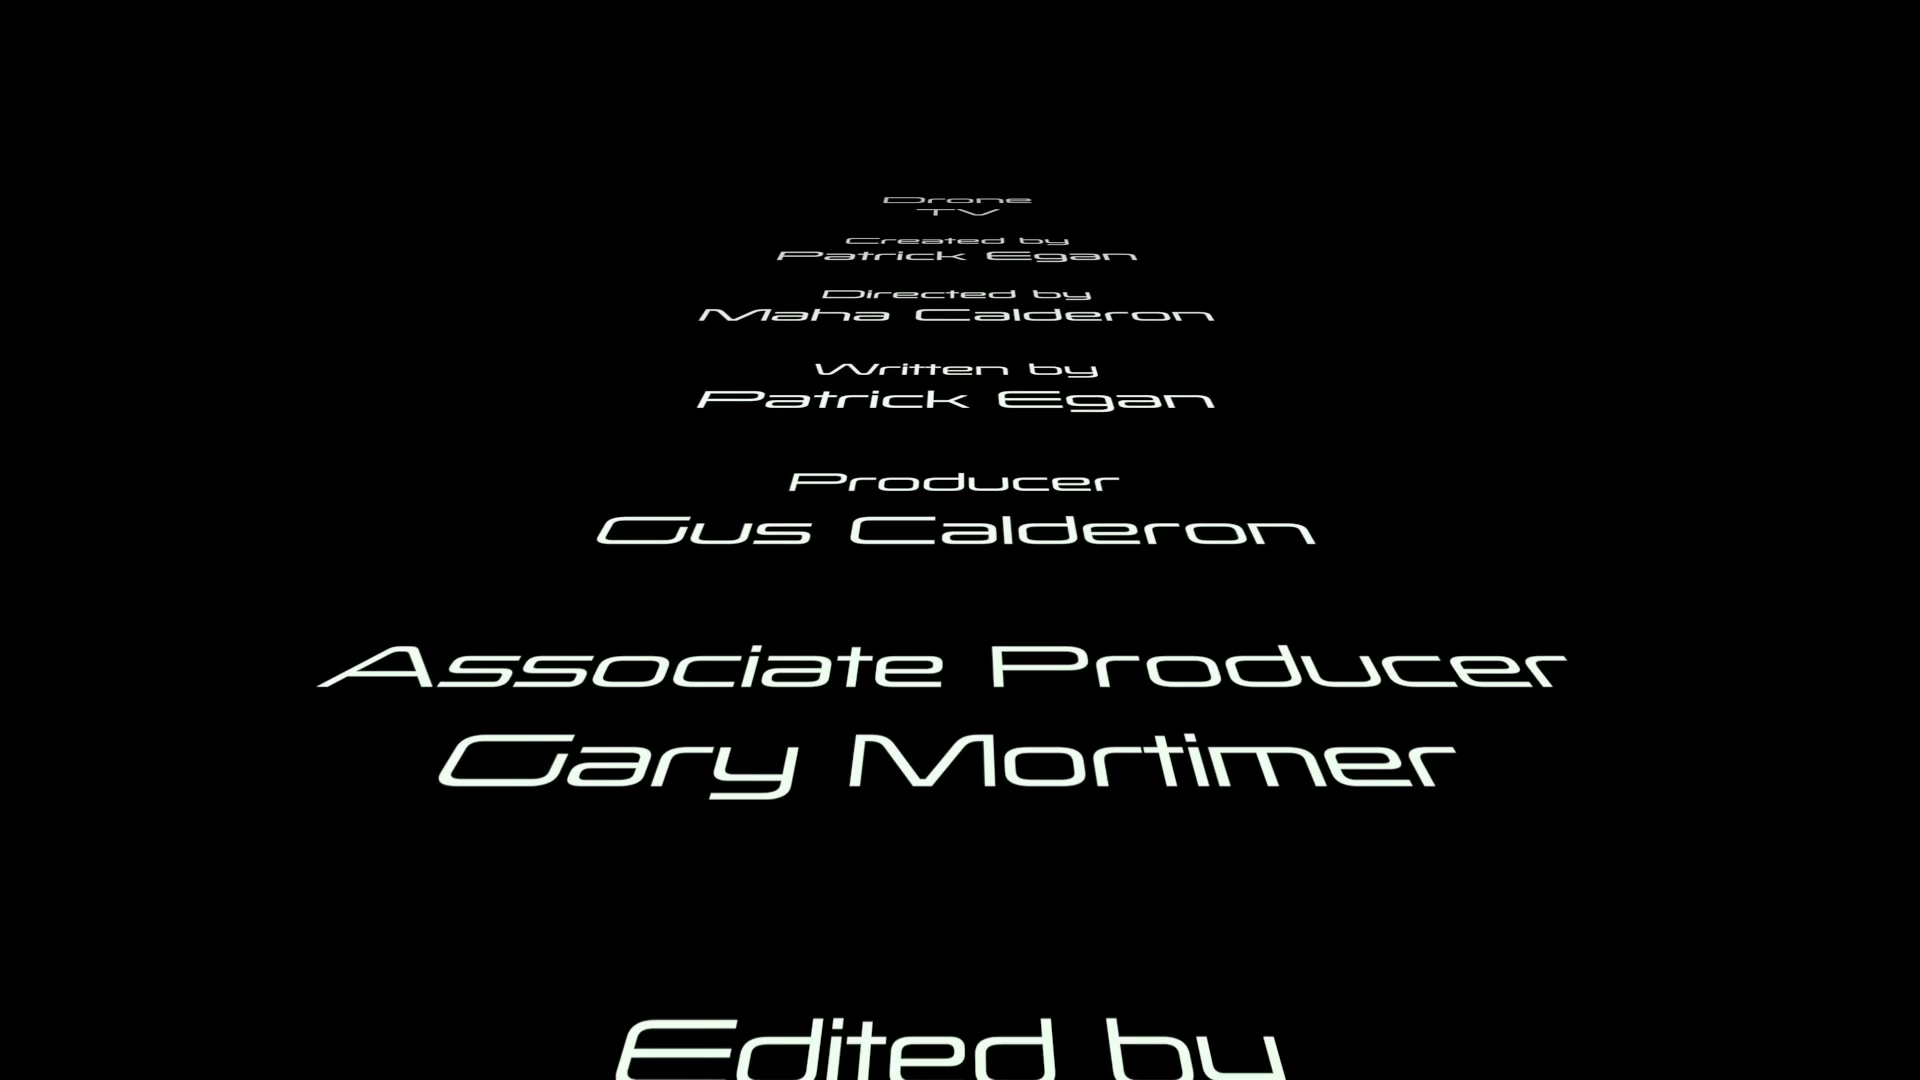 Drone
TV
Created by
Patrick Egan
Directed by
Maha Calderon
Written by
Patrick Egan
Producer
Gus Calderon
Associate Producer
Gary Mortimer
Edited by